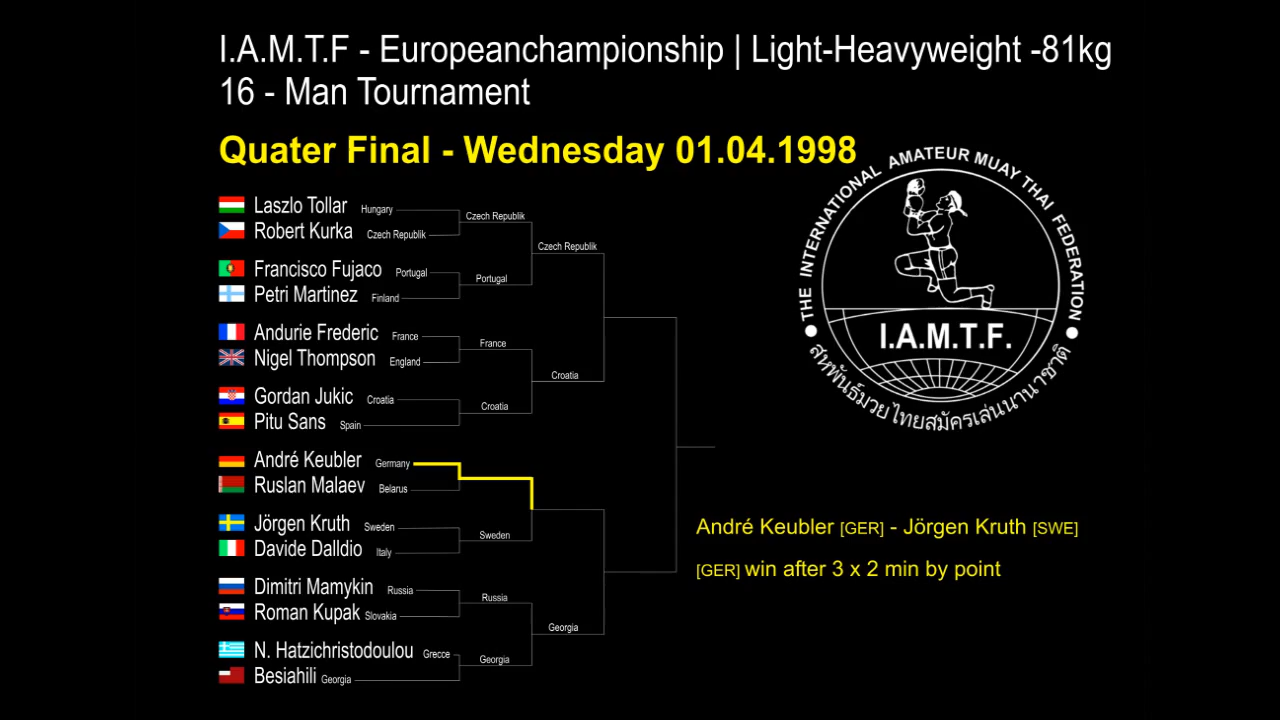 I.A.M.T.F - Europeanchampionship | Light-Heavyweight -81kg
16 - Man Tournament
Quater Final - Wednesday 01.04.1998
THE INTERNATIONAL AMATEUR MUAY THAI FEDERATION
I.A.M.T.F.
สหพันธ์มวยไทยสมัครเล่นนานาชาติ
Laszlo Tollar Hungary
Robert Kurka Czech Republik
Czech Republik
Czech Republik
Francisco Fujaco Portugal
Petri Martinez Finland
Portugal
Andurie Frederic France
Nigel Thompson England
France
Croatia
Gordan Jukic Croatia
Pitu Sans Spain
Croatia
André Keubler Germany
Ruslan Malaev Belarus
Jörgen Kruth Sweden
Davide Dalldio Italy
Sweden
Dimitri Mamykin Russia
Roman Kupak Slovakia
Russia
Georgia
N. Hatzichristodoulou Grecce
Besiahili Georgia
Georgia
André Keubler [GER] - Jörgen Kruth [SWE]
[GER] win after 3 x 2 min by point